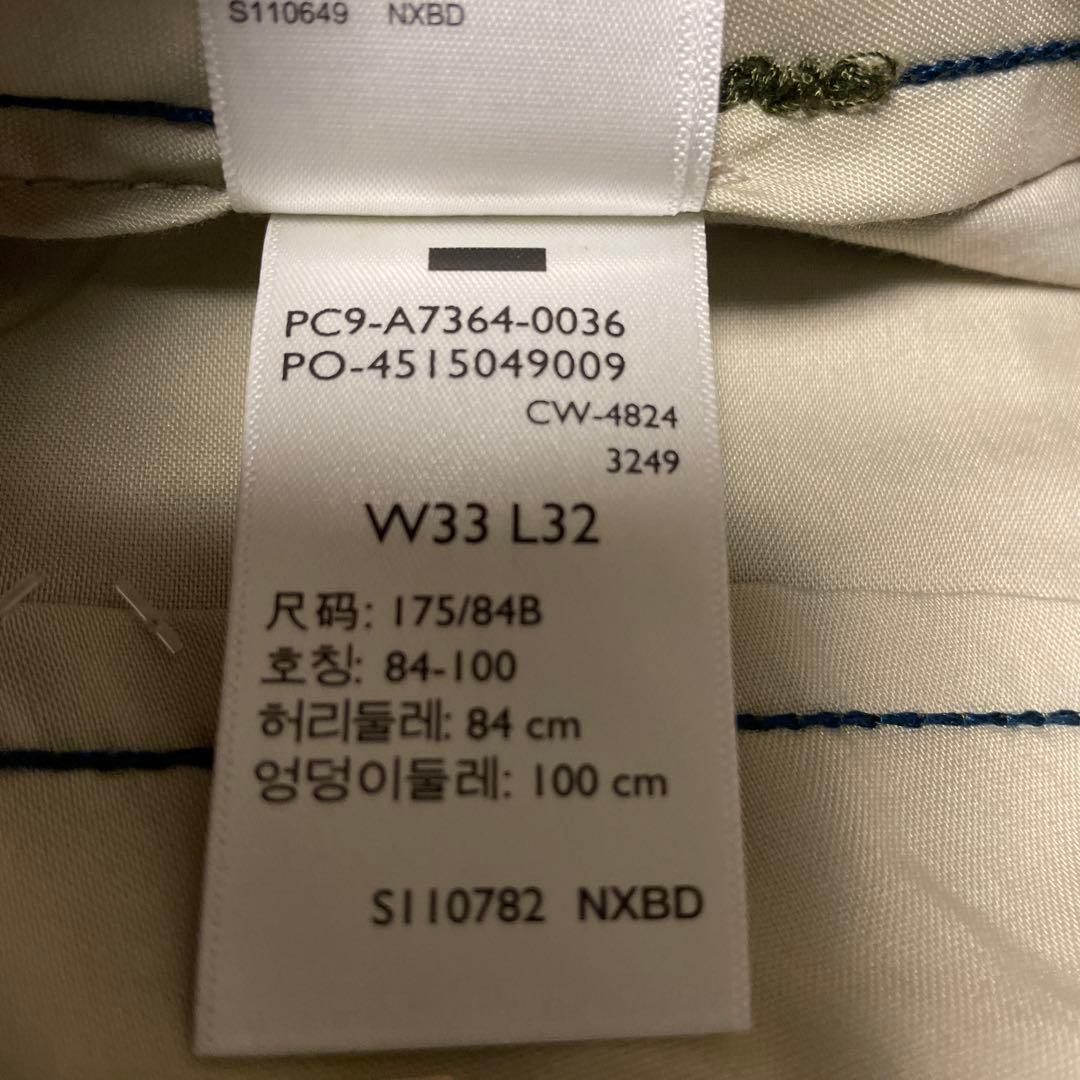 S110649 NXBD
PC9-A7364-0036
PO-4515049009
CW-4824
3249
W33 L32
尺码: 175/84B
호칭: 84-100
허리둘레: 84 cm
엉덩이둘레: 100 cm
S110782 NXBD